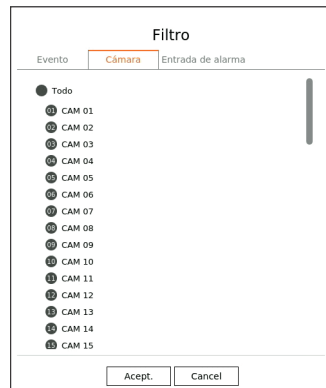 Filtro
Evento Cámara Entrada de alarma
Todo
01 CAM 01
02 CAM 02
03 CAM 03
04 CAM 04
05 CAM 05
06 CAM 06
07 CAM 07
08 CAM 08
09 CAM 09
10 CAM 10
11 CAM 11
12 CAM 12
13 CAM 13
14 CAM 14
15 CAM 15
Acept. Cancel